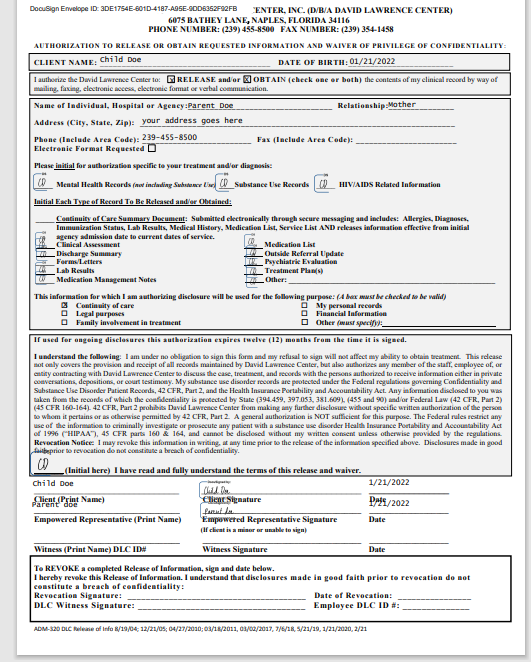 DocuSign Envelope ID: 3DE1754E-601D-4187-A95E-9DD6352F92FB
CENTER, INC. (D/B/A DAVID LAWRENCE CENTER)
6075 BATHEY LANE, NAPLES, FLORIDA 34116
PHONE NUMBER: (239) 455-8500 FAX NUMBER: (239) 354-1458
AUTHORIZATION TO RELEASE OR OBTAIN REQUESTED INFORMATION AND WAIVER OF PRIVILEGE OF CONFIDENTIALITY:
CLIENT NAME: Child Doe DATE OF BIRTH: 01/21/2022
I authorize the David Lawrence Center to: x RELEASE and/or x OBTAIN (check one or both) the contents of my clinical record by way of
mailing, faxing, electronic access, electronic format or verbal communication.
Name of Individual, Hospital or Agency: Parent Doe Relationship: Mother
Address (City, State, Zip): your address goes here
Phone (Include Area Code): 239-455-8500 Fax (Include Area Code):
Electronic Format Requested
Please initial for authorization specific to your treatment and/or diagnosis:
CD Mental Health Records (not including Substance Use) CD Substance Use Records CD HIV/AIDS Related Information
Initial Each Type of Record To Be Released and/or Obtained:
Continuity of Care Summary Document: Submitted electronically through secure messaging and includes: Allergies, Diagnoses,
Immunization Status, Lab Results, Medical History, Medication List, Service List AND releases information effective from initial
agency admission date to current dates of service.
Clinical Assessment Medication List
Discharge Summary Outside Referral Update
Forms/Letters Psychiatric Evaluation
Lab Results Treatment Plan(s)
Medication Management Notes Other:
This information for which I am authorizing disclosure will be used for the following purpose: (A box must be checked to be valid)
x Continuity of care My personal records
Legal purposes Financial Information
Family involvement in treatment Other (must specify):
If used for ongoing disclosures this authorization expires twelve (12) months from the time it is signed.
I understand the following: I am under no obligation to sign this form and my refusal to sign will not affect my ability to obtain treatment. This release
not only covers the provision and receipt of all records maintained by David Lawrence Center, but also authorizes any member of the staff, employee of, or
entity contracting with David Lawrence Center to discuss the case, treatment, and records with the persons authorized to receive information either in private
conversations, depositions, or court testimony. My substance use disorder records are protected under the Federal regulations governing Confidentiality and
Substance Use Disorder Patient Records, 42 CFR, Part 2, and the Health Insurance Portability and Accountability Act. Any information disclosed to you was
taken from the records of which the confidentiality is protected by State (394.459, 397.053, 381.609), (455 and 90) and/or Federal Law (42 CFR, Part 2)
(45 CFR 160-164). 42 CFR, Part 2 prohibits David Lawrence Center from making any further disclosure without specific written authorization of the person
to whom it pertains or as otherwise permitted by 42 CFR, Part 2. A general authorization is NOT sufficient for this purpose. The Federal rules restrict any
use of the information to criminally investigate or prosecute any patient with a substance use disorder Health Insurance Portability and Accountability Act
of 1996 ("HIPAA"), 45 CFR parts 160 & 164, and cannot be disclosed without my written consent unless otherwise provided by the regulations.
Revocation Notice: I may revoke this information in writing, at any time prior to the release of the information specified above. Disclosures made in good
faith prior to revocation do not constitute a breach of confidentiality.
CD (Initial here) I have read and fully understand the terms of this release and waiver.
Child Doe Child Doe 1/21/2022
Client (Print Name) Client Signature Date
Parent doe Parent Doe 1/21/2022
Empowered Representative (Print Name) Empowered Representative Signature Date
(If client is a minor or unable to sign)
Witness (Print Name) DLC ID# Witness Signature Date
To REVOKE a completed Release of Information, sign and date below.
I hereby revoke this Release of Information. I understand that disclosures made in good faith prior to revocation do not
constitute a breach of confidentiality:
Revocation Signature: Date of Revocation:
DLC Witness Signature: Employee DLC ID #:
ADM-320 DLC Release of Info 8/19/04; 12/21/05; 04/27/2010; 03/18/2011, 03/02/2017, 7/6/18, 5/21/19, 1/21/2020, 2/21